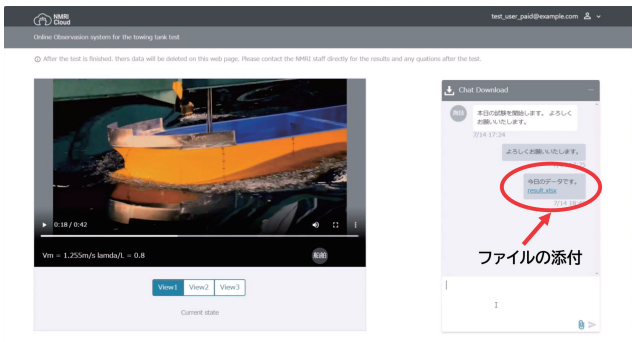 NMRI
Cloud
test_user_paid@example.com
Online Obsevasion system for the towing tank test
After the test is finished. thers data will be deleted on this web page. Please contact the NMRI staff directly for the results and any quations after the test.
0:18 / 0:42
Vm = 1.255m/s lamda/L = 0.8
船舶
View1 View2 View3
Current state
Chat Download
本日の試験を開始します。 よろしく
お願いいたします。
7/14 17:24
よろしくお願いいたします。
今日のデータです。
result.xlsx
ファイルの添付